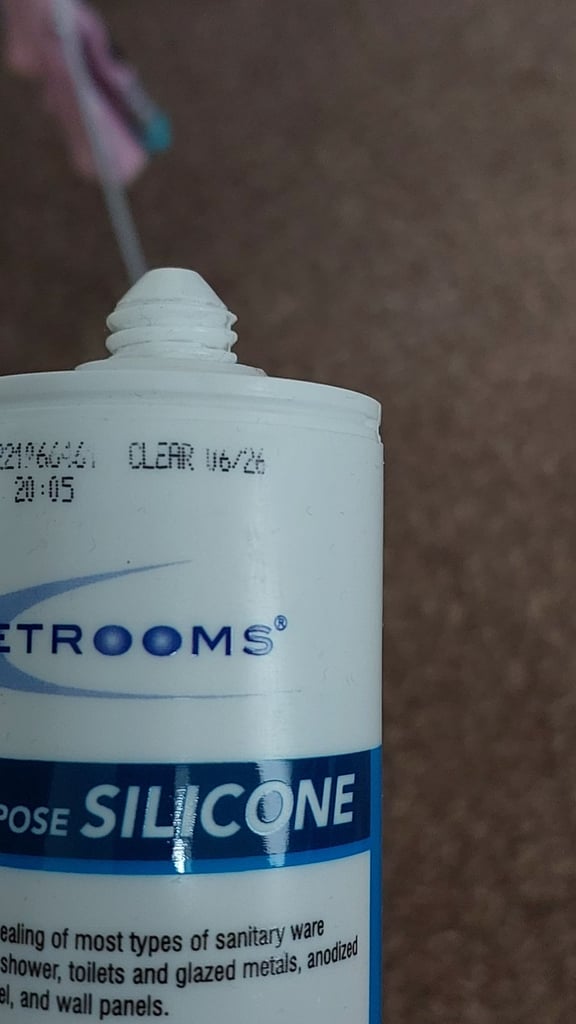 CLEAR 06/26
20:05
ETROOMS®
POSE SILICONE
ealing of most types of sanitary ware
shower, toilets and glazed metals, anodized
el, and wall panels.